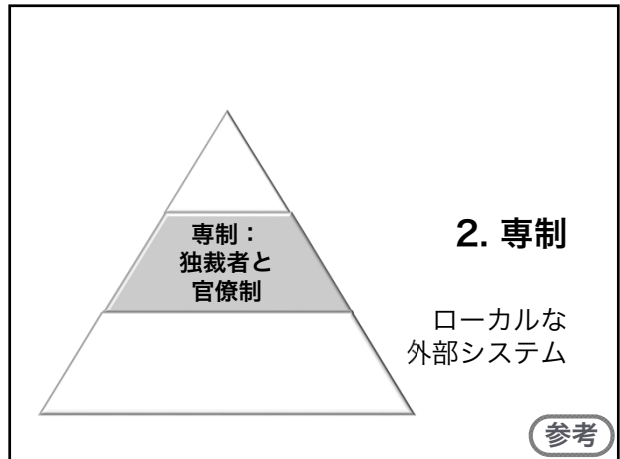 専制：
独裁者と
官僚制
2. 専制
ローカルな
外部システム
参考